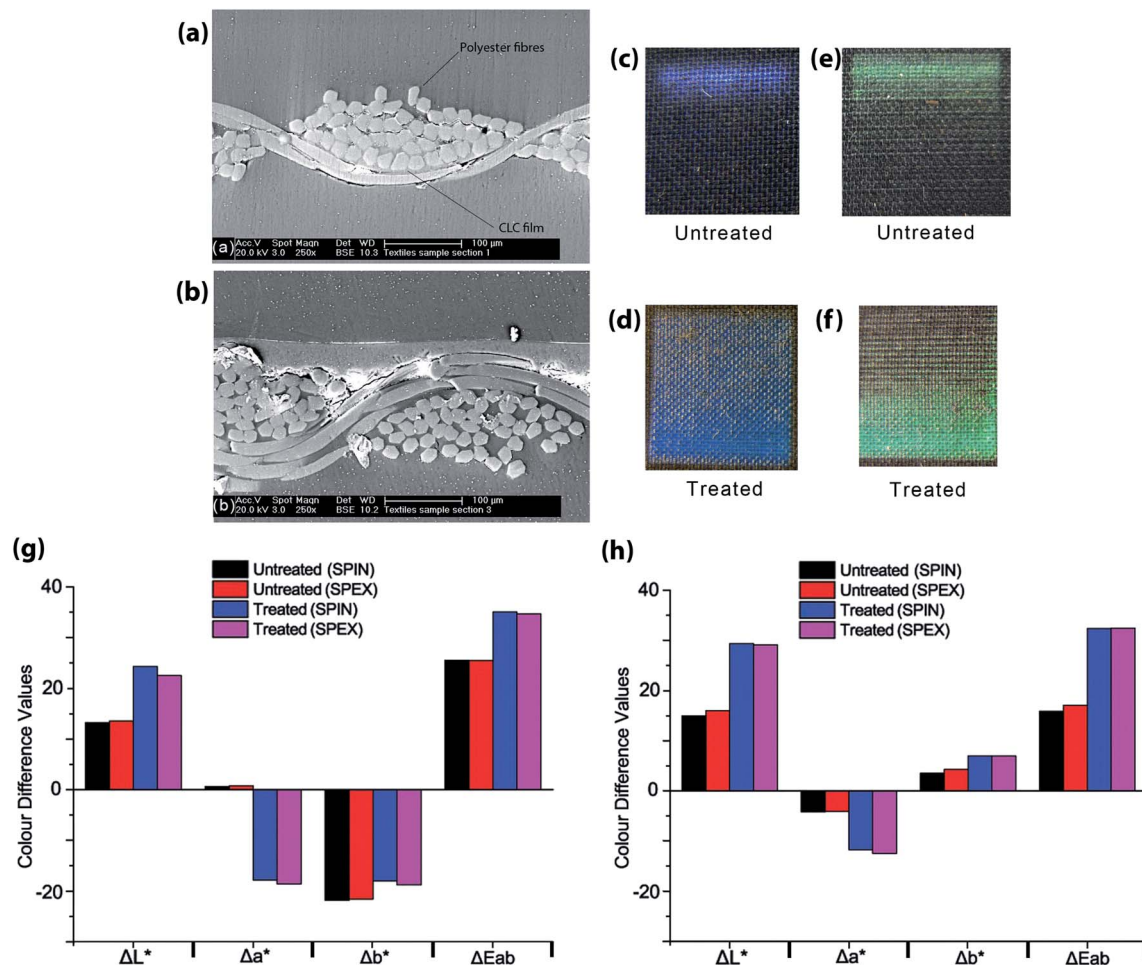 (a)
Polyester fibres
CLC film
(a)
Acc.V Spot Magn Det WD 100 µm
20.0 kV 3.0 250x BSE 10.3 Textiles sample section 1
(b)
(b)
Acc.V Spot Magn Det WD 100 µm
20.0 kV 3.0 250x BSE 10.2 Textiles sample section 3
(c)
Untreated
(e)
Untreated
(d)
Treated
(f)
Treated
(g)
Untreated (SPIN)
Untreated (SPEX)
Treated (SPIN)
Treated (SPEX)
Colour Difference Values
40
20
0
-20
ΔL*
Δa*
Δb*
ΔEab
(h)
Untreated (SPIN)
Untreated (SPEX)
Treated (SPIN)
Treated (SPEX)
Colour Difference Values
40
20
0
-20
ΔL*
Δa*
Δb*
ΔEab